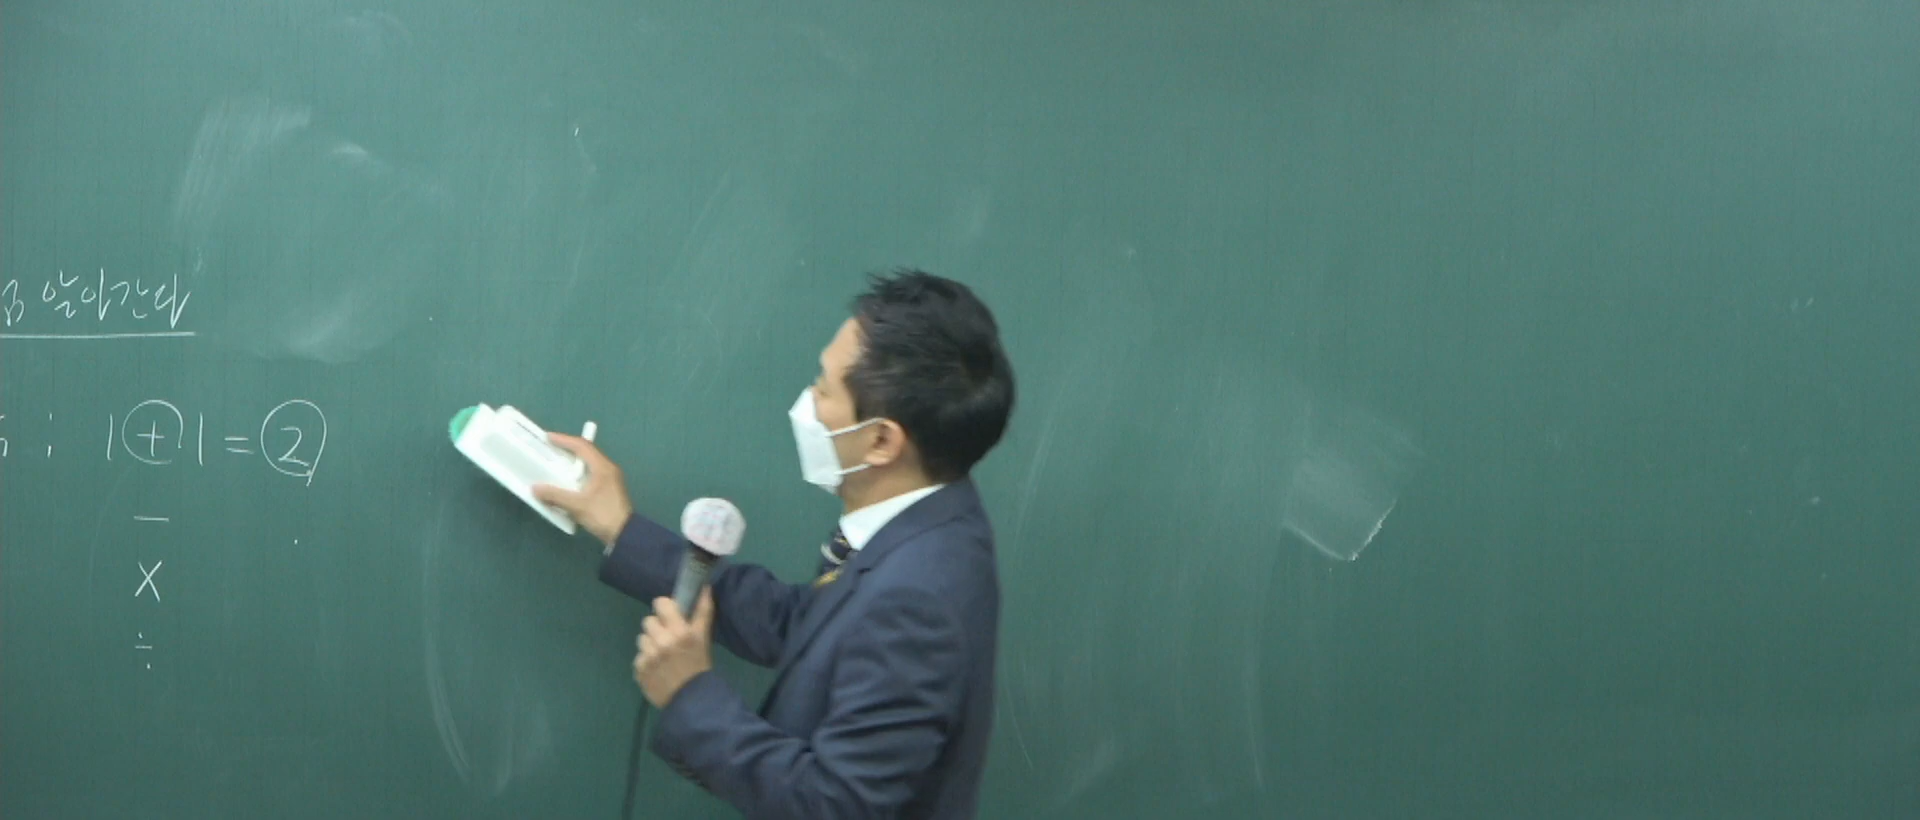 알아간다
: 1 + 1 = 2
−
×
÷